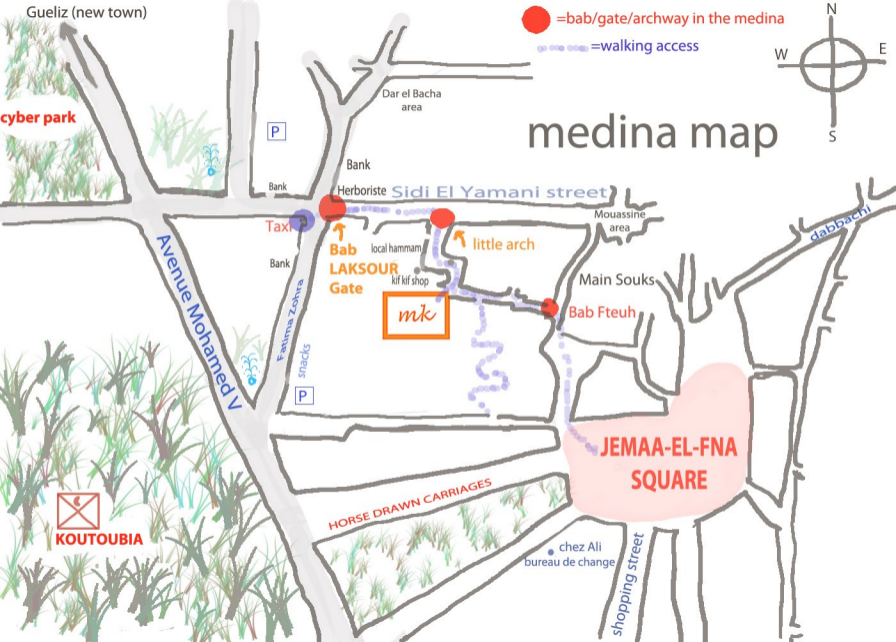 Gueliz (new town)
=bab/gate/archway in the medina
=walking access
N
W
E
S
Dar el Bacha
area
cyber park
P
medina map
Bank
Bank
Herboriste
Sidi El Yamani street
Mouassine
area
dabbachi
Taxi
little arch
local hammam
Bab
LAKSOUR
Gate
Bank
kif kif shop
Main Souks
mk
Bab Fteuh
Avenue Mohamed V
Fatima Zohra
snacks
P
JEMAA-EL-FNA
SQUARE
HORSE DRAWN CARRIAGES
KOUTOUBIA
chez Ali
bureau de change
shopping street